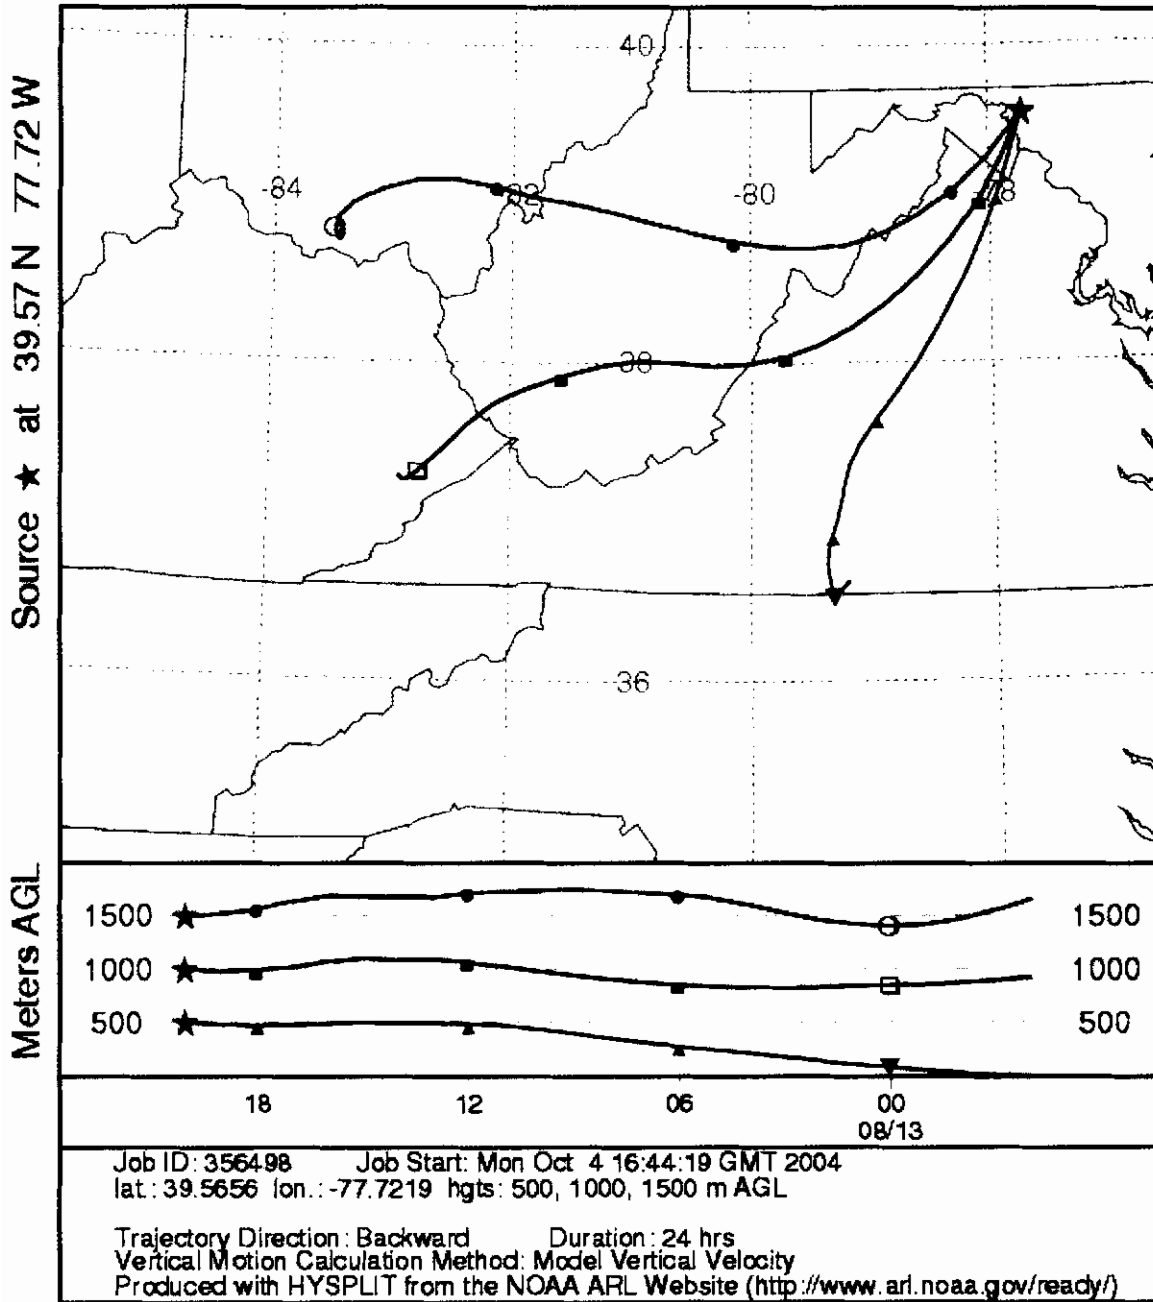 Source ★ at 39.57 N 77.72 W
40
-84
-82
-80
-78
38
36
Meters AGL
1500
1500
1000
1000
500
500
18 12 06 00
08/13
Job ID: 356498 Job Start: Mon Oct 4 16:44:19 GMT 2004
lat.: 39.5656 lon.: -77.7219 hgts: 500, 1000, 1500 m AGL
Trajectory Direction: Backward Duration: 24 hrs
Vertical Motion Calculation Method: Model Vertical Velocity
Produced with HYSPLIT from the NOAA ARL Website (http://www.arl.noaa.gov/ready/)